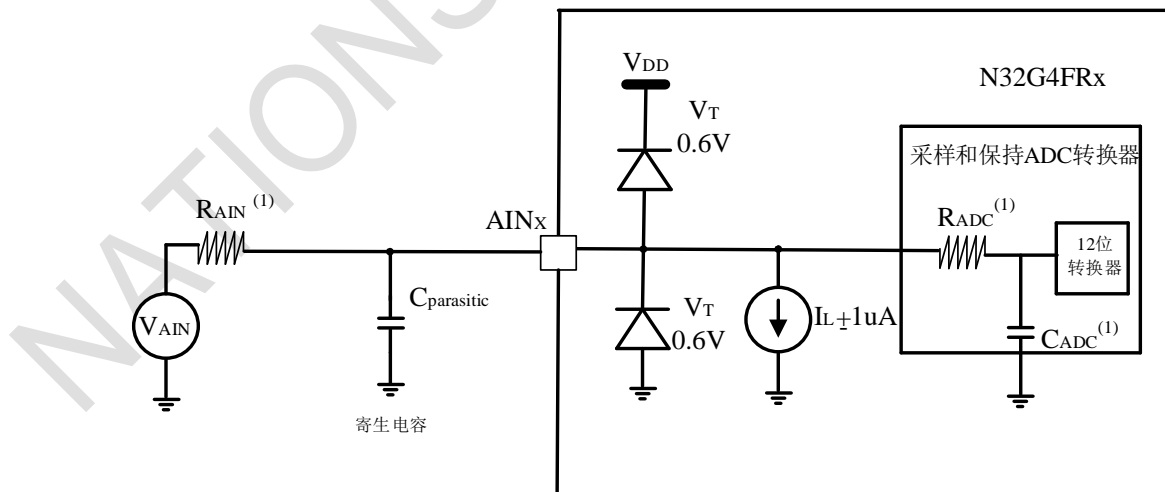 NATIONS
VDD
N32G4FRx
VT
0.6V
采样和保持ADC转换器
RAIN (1)
AINX
RADC(1)
12位
转换器
Cparasitic
VAIN
VT
0.6V
IL±1uA
CADC(1)
寄生电容